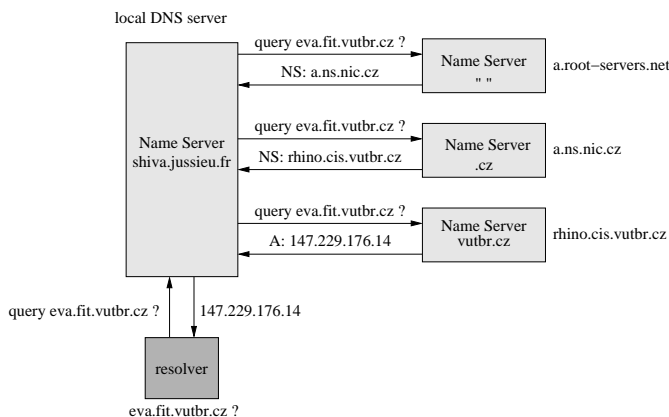 local DNS server
query eva.fit.vutbr.cz ?
NS: a.ns.nic.cz
Name Server
" "
a.root−servers.net
Name Server
shiva.jussieu.fr
query eva.fit.vutbr.cz ?
NS: rhino.cis.vutbr.cz
Name Server
.cz
a.ns.nic.cz
query eva.fit.vutbr.cz ?
A: 147.229.176.14
Name Server
vutbr.cz
rhino.cis.vutbr.cz
query eva.fit.vutbr.cz ?
147.229.176.14
resolver
eva.fit.vutbr.cz ?